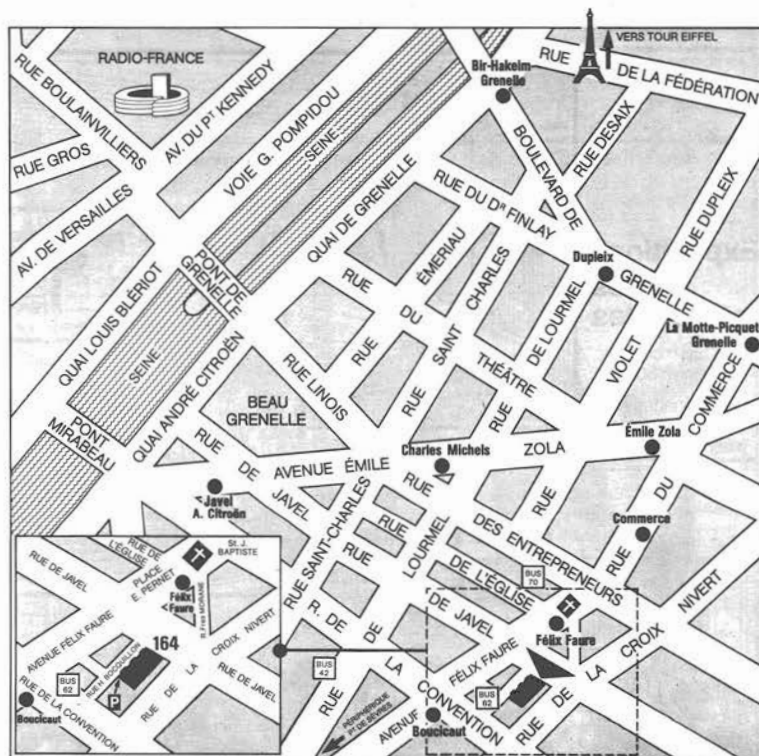 VERS TOUR EIFFEL
RUE DE LA FÉDÉRATION
RADIO-FRANCE
Bir-Hakeim-
Grenelle
RUE BOULAINVILLIERS
AV. DU PT KENNEDY
VOIE G. POMPIDOU
SEINE
RUE GROS
AV. DE VERSAILLES
QUAI DE GRENELLE
BOULEVARD DE GRENELLE
RUE DESAIX
RUE DUPLEIX
RUE DU DR FINLAY
Dupleix
PONT DE
GRENELLE
QUAI LOUIS BLÉRIOT
SEINE
RUE ÉMERIAU
RUE SAINT CHARLES
RUE DU THÉÂTRE
RUE DE LOURMEL
VIOLET
La Motte-Picquet
Grenelle
COMMERCE
QUAI ANDRÉ CITROËN
RUE LINOIS
BEAU
GRENELLE
PONT
MIRABEAU
RUE DE JAVEL
AVENUE ÉMILE ZOLA
Charles Michels
Émile Zola
Javel
A. Citroën
RUE SAINT-CHARLES
RUE
RUE
RUE
LOURMEL
RUE
RUE DU
Commerce
DES ENTREPRENEURS
DE L'ÉGLISE
BUS
70
DE JAVEL
Félix Faure
FÉLIX FAURE
NIVERT
RUE DE LA CROIX
R. DE LA CONVENTION
RUE DE
BUS
42
BUS
62
AVENUE
Boucicaut
PÉRIPHÉRIQUE
PTE DE SÈVRES
RUE DE
L'ÉGLISE
St. J.
BAPTISTE
RUE DE JAVEL
PLACE
E. PERNET
Félix
Faure
R. Fçes MORANE
AVENUE FÉLIX FAURE
164
RUE H. BOCQUILLON
RUE DE LA CROIX NIVERT
RUE DE JAVEL
BUS
62
P
RUE DE LA CONVENTION
Boucicaut